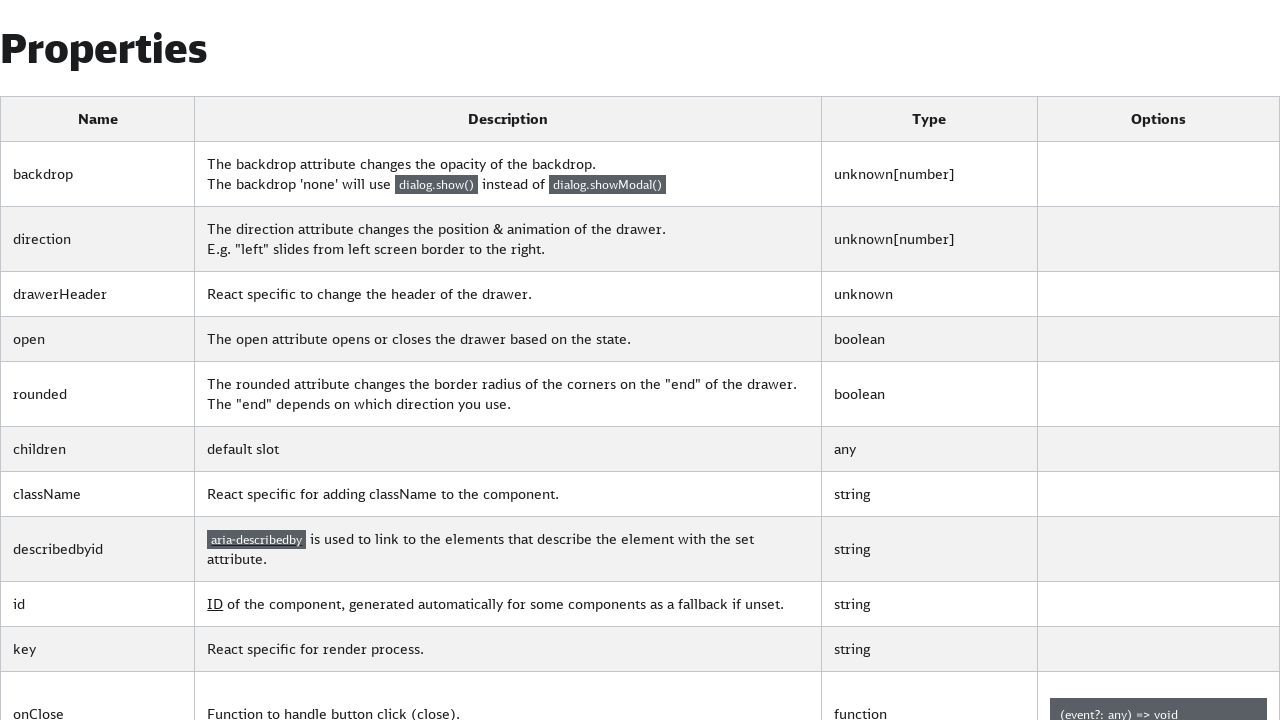 Properties
Name Description Type Options
backdrop The backdrop attribute changes the opacity of the backdrop. unknown[number]
The backdrop 'none' will use dialog.show() instead of dialog.showModal()
direction The direction attribute changes the position & animation of the drawer. unknown[number]
E.g. "left" slides from left screen border to the right.
drawerHeader React specific to change the header of the drawer. unknown
open The open attribute opens or closes the drawer based on the state. boolean
rounded The rounded attribute changes the border radius of the corners on the "end" of the drawer. boolean
The "end" depends on which direction you use.
children default slot any
className React specific for adding className to the component. string
describedbyid aria-describedby is used to link to the elements that describe the element with the set string
attribute.
id ID of the component, generated automatically for some components as a fallback if unset. string
key React specific for render process. string
onClose Function to handle button click (close). function (event?: any) => void